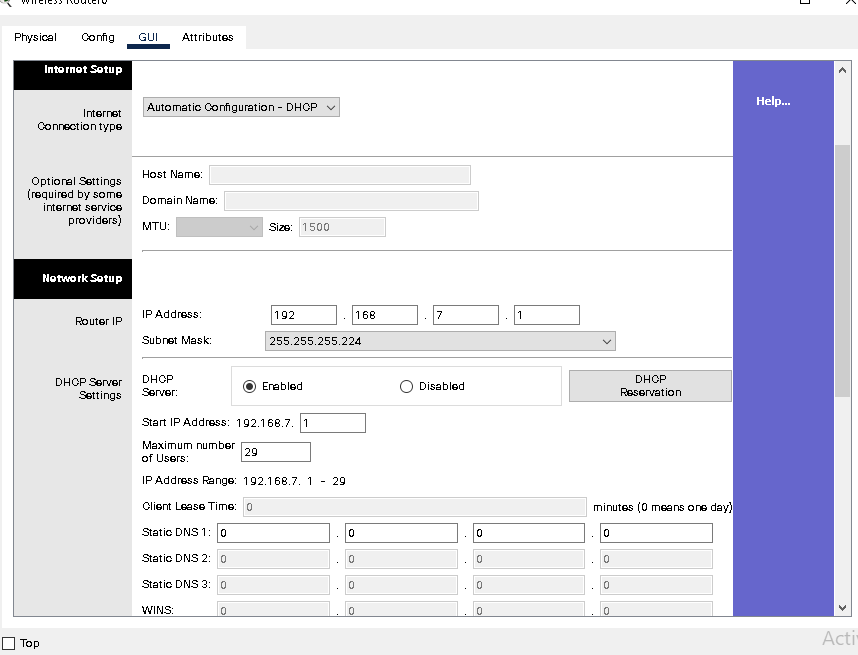 Wireless Router0
Physical Config GUI Attributes
Internet Setup
Internet
Connection type
Automatic Configuration - DHCP
Help...
Optional Settings
(required by some
internet service
providers)
Host Name:
Domain Name:
MTU: Size: 1500
Network Setup
Router IP
IP Address: 192 . 168 . 7 . 1
Subnet Mask: 255.255.255.224
DHCP Server
Settings
DHCP
Server:
Enabled Disabled
DHCP
Reservation
Start IP Address: 192.168.7. 1
Maximum number
of Users:
29
IP Address Range: 192.168.7. 1 - 29
Client Lease Time: 0 minutes (0 means one day)
Static DNS 1: 0 . 0 . 0 . 0
Static DNS 2: 0 . 0 . 0 . 0
Static DNS 3: 0 . 0 . 0 . 0
WINS: 0 . 0 . 0 . 0
Top
Activ